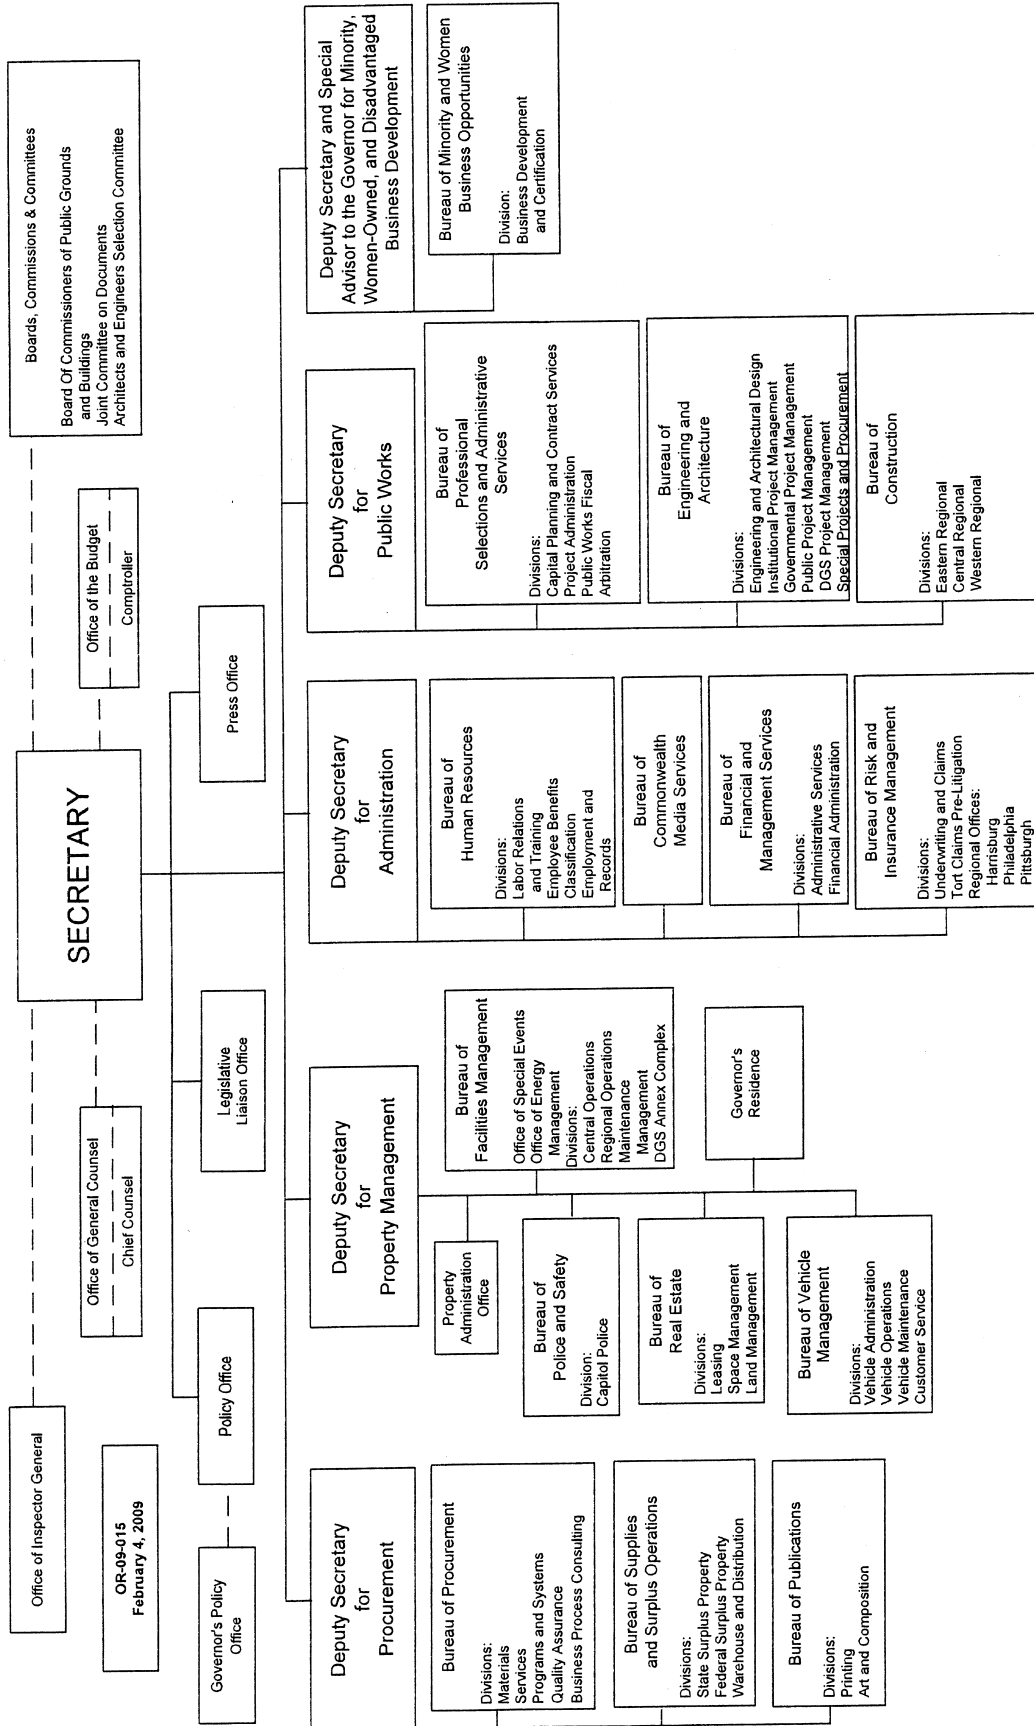 Office of Inspector General
OR-09-015
February 4, 2009
Governor's Policy
Office
Policy Office
Office of General Counsel
Chief Counsel
Legislative
Liaison Office
SECRETARY
Press Office
Office of the Budget
Comptroller
Boards, Commissions & Committees
Board Of Commissioners of Public Grounds
and Buildings
Joint Committee on Documents
Architects and Engineers Selection Committee
Deputy Secretary
for
Procurement
Bureau of Procurement
Divisions:
Materials
Services
Programs and Systems
Quality Assurance
Business Process Consulting
Bureau of Supplies
and Surplus Operations
Divisions:
State Surplus Property
Federal Surplus Property
Warehouse and Distribution
Bureau of Publications
Divisions:
Printing
Art and Composition
Deputy Secretary
for
Property Management
Property
Administration
Office
Bureau of
Facilities Management
Office of Special Events
Office of Energy
Management
Divisions:
Central Operations
Regional Operations
Maintenance
Management
DGS Annex Complex
Bureau of
Police and Safety
Division:
Capitol Police
Governor's
Residence
Bureau of
Real Estate
Divisions:
Leasing
Space Management
Land Management
Bureau of Vehicle
Management
Divisions:
Vehicle Administration
Vehicle Operations
Vehicle Maintenance
Customer Service
Deputy Secretary
for
Administration
Bureau of
Human Resources
Divisions:
Labor Relations
and Training
Employee Benefits
Classification
Employment and
Records
Bureau of
Commonwealth
Media Services
Bureau of
Financial and
Management Services
Divisions:
Administrative Services
Financial Administration
Bureau of Risk and
Insurance Management
Divisions:
Underwriting and Claims
Tort Claims Pre-Litigation
Regional Offices:
Harrisburg
Philadelphia
Pittsburgh
Deputy Secretary
for
Public Works
Bureau of
Professional
Selections and Administrative
Services
Divisions:
Capital Planning and Contract Services
Project Administration
Public Works Fiscal
Arbitration
Bureau of
Engineering and
Architecture
Divisions:
Engineering and Architectural Design
Institutional Project Management
Governmental Project Management
Public Project Management
DGS Project Management
Special Projects and Procurement
Bureau of
Construction
Divisions:
Eastern Regional
Central Regional
Western Regional
Deputy Secretary and Special
Advisor to the Governor for Minority,
Women-Owned, and Disadvantaged
Business Development
Bureau of Minority and Women
Business Opportunities
Division:
Business Development
and Certification